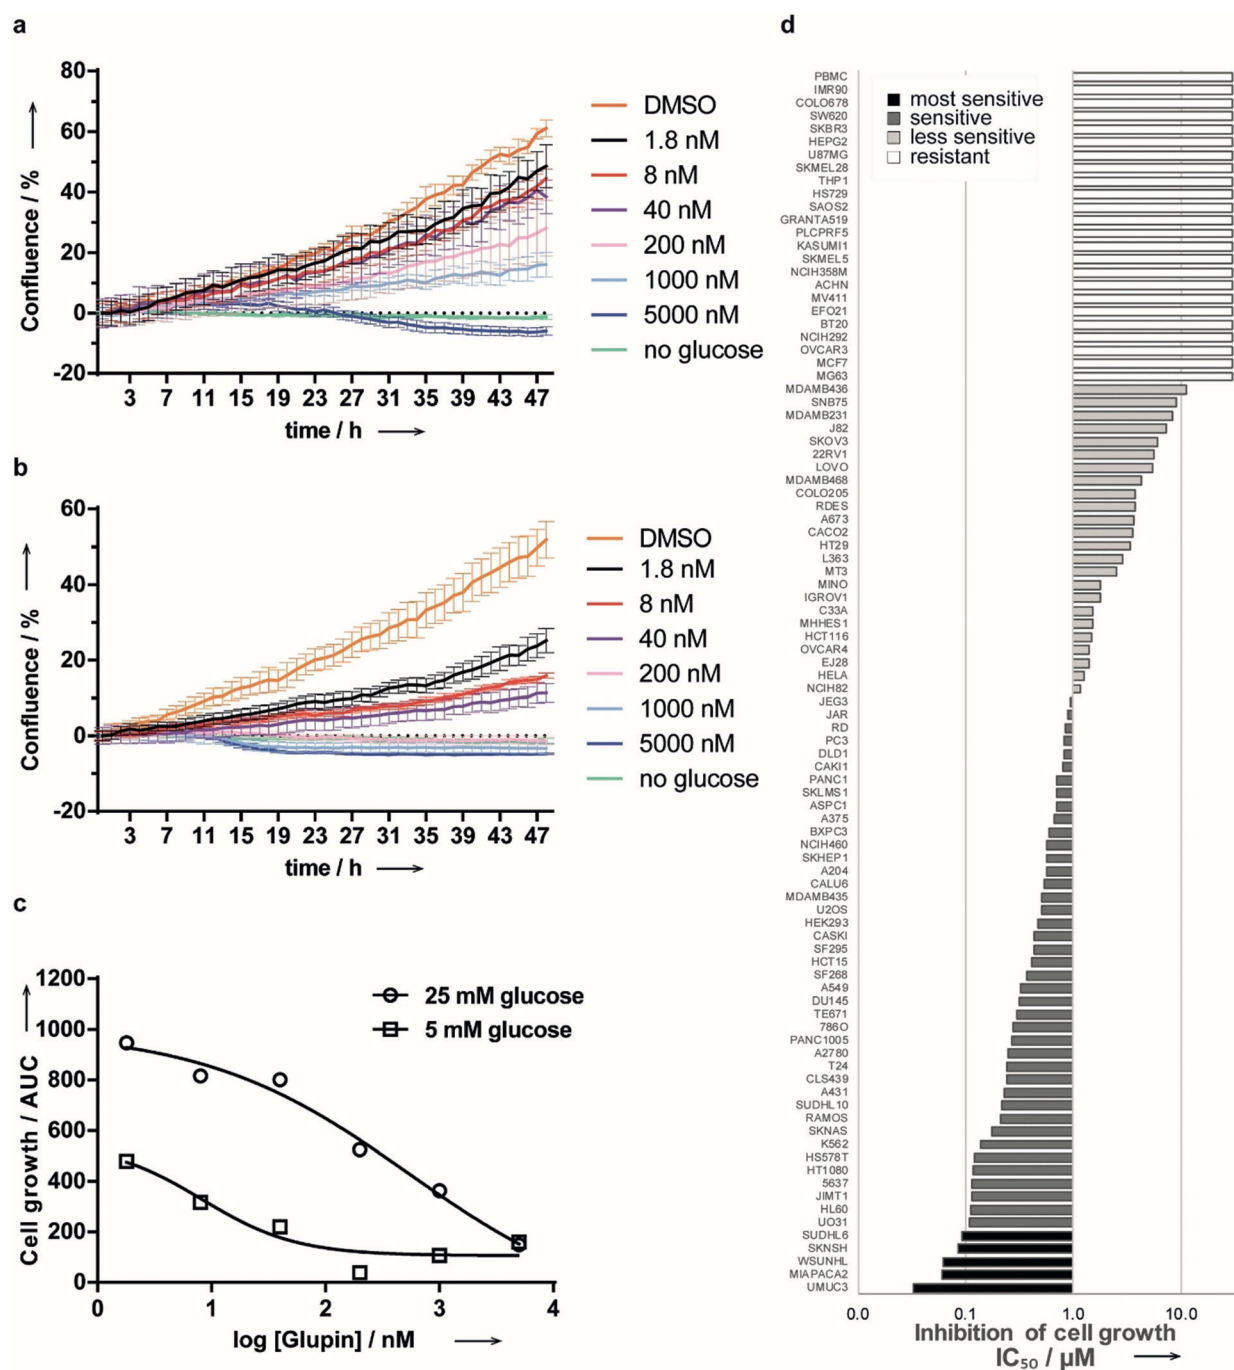 a
80
60
40
20
0
-20
Confluence / %
3 7 11 15 19 23 27 31 35 39 43 47
time / h
DMSO
1.8 nM
8 nM
40 nM
200 nM
1000 nM
5000 nM
no glucose
b
60
40
20
0
-20
Confluence / %
3 7 11 15 19 23 27 31 35 39 43 47
time / h
DMSO
1.8 nM
8 nM
40 nM
200 nM
1000 nM
5000 nM
no glucose
c
1200
1000
800
600
400
200
0
Cell growth / AUC
25 mM glucose
5 mM glucose
0 1 2 3 4
log [Glupin] / nM
d
most sensitive
sensitive
less sensitive
resistant
PBMC
IMR90
COLO678
SW620
SKBR3
HEPG2
U87MG
SKMEL28
THP1
HS729
SAOS2
GRANTA519
PLCPRF5
KASUMI1
SKMEL5
NCIH358M
ACHN
MV411
EFO21
BT20
NCIH292
OVCAR3
MCF7
MG63
MDAMB436
SNB75
MDAMB231
J82
SKOV3
22RV1
LOVO
MDAMB468
COLO205
RDES
A673
CACO2
HT29
L363
MT3
MINO
IGROV1
C33A
MHHES1
HCT116
OVCAR4
EJ28
HELA
NCIH82
JEG3
JAR
RD
PC3
DLD1
CAKI1
PANC1
SKLMS1
ASPC1
A375
BXPC3
NCIH460
SKHEP1
A204
CALU6
MDAMB435
U2OS
HEK293
CASKI
SF295
HCT15
SF268
A549
DU145
TE671
786O
PANC1005
A2780
T24
CLS439
A431
SUDHL10
RAMOS
SKNAS
K562
HS578T
HT1080
5637
JIMT1
HL60
UO31
SUDHL6
SKNSH
WSUNHL
MIAPACA2
UMUC3
0.0 0.1 1.0 10.0
Inhibition of cell growth
IC₅₀ / µM